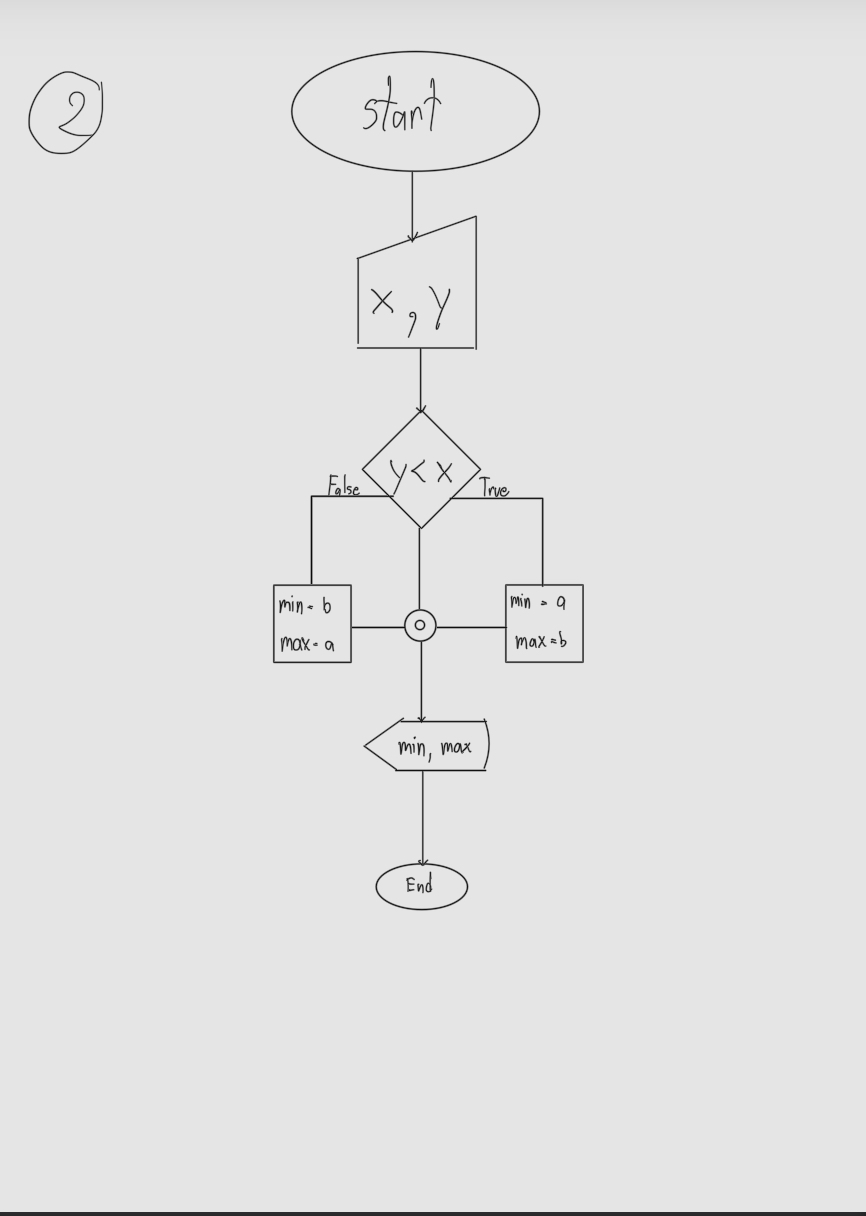 2
start
x, y
y < x
False
True
min = b
max = a
min = a
max = b
min, max
End